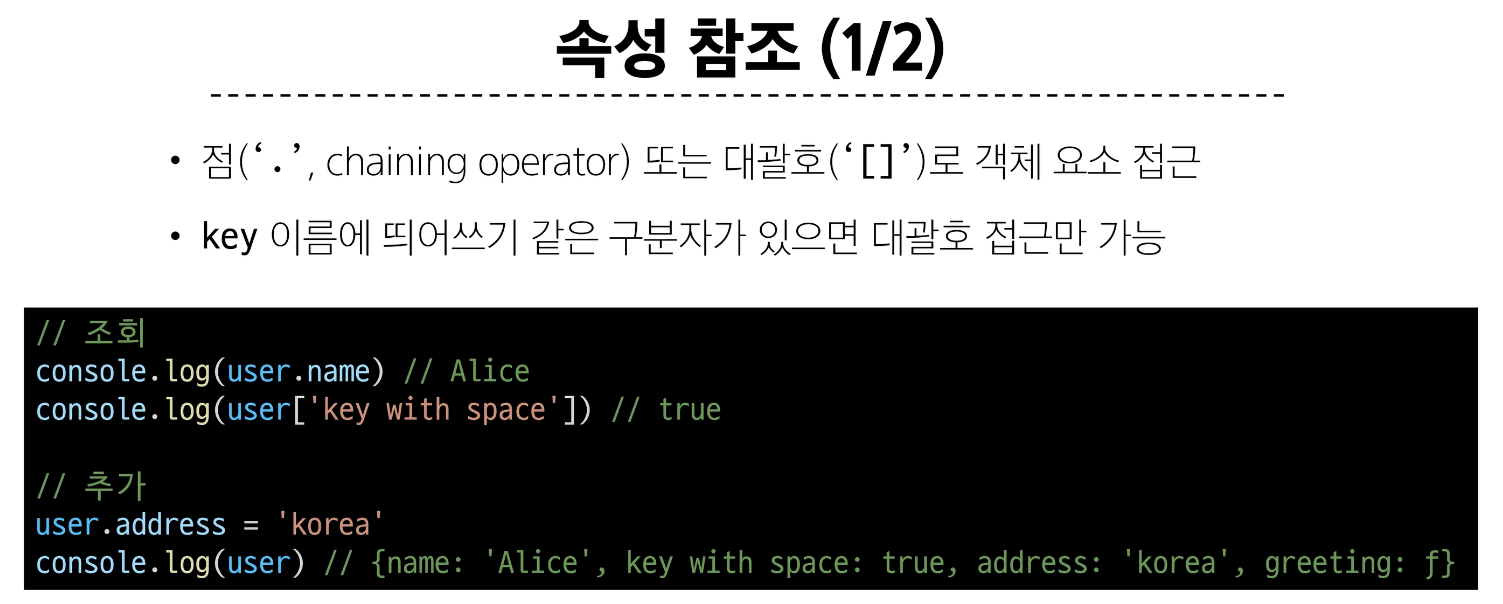 속성 참조 (1/2)
• 점(‘.’, chaining operator) 또는 대괄호(‘[]’)로 객체 요소 접근
• key 이름에 띄어쓰기 같은 구분자가 있으면 대괄호 접근만 가능
// 조회
console.log(user.name) // Alice
console.log(user['key with space']) // true
// 추가
user.address = 'korea'
console.log(user) // {name: 'Alice', key with space: true, address: 'korea', greeting: ƒ}